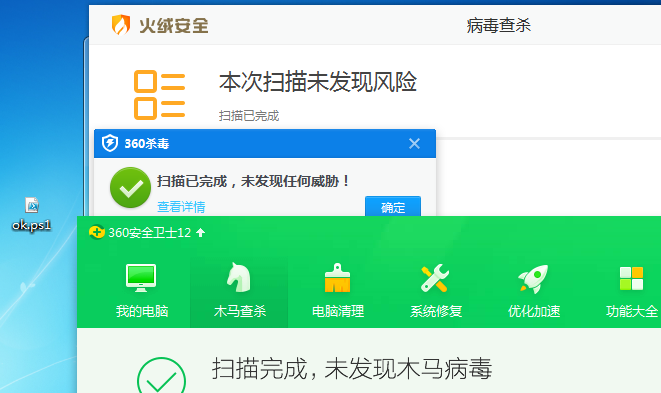 火绒安全
病毒查杀
本次扫描未发现风险
扫描已完成
360杀毒
扫描已完成，未发现任何威胁！
查看详情
确定
ok.ps1
360安全卫士12
我的电脑
木马查杀
电脑清理
系统修复
优化加速
功能大全
扫描完成，未发现木马病毒